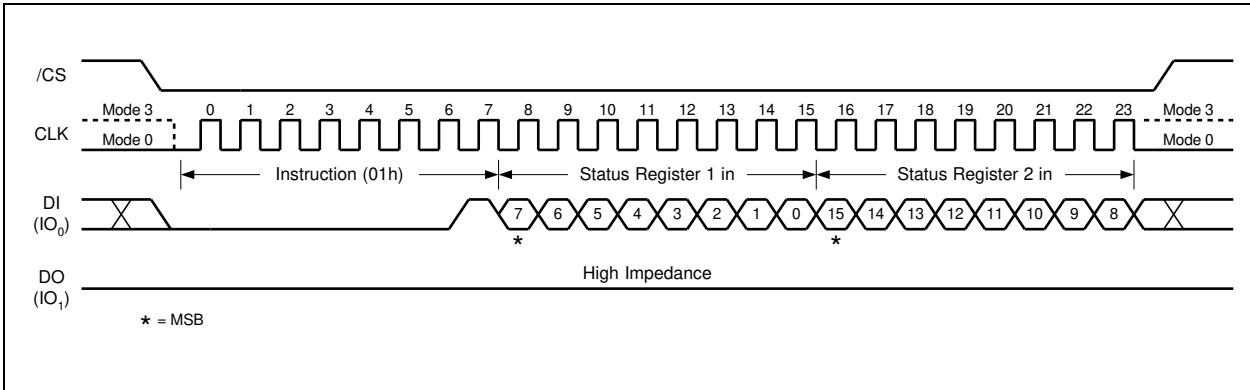 /CS
Mode 3 0 1 2 3 4 5 6 7 8 9 10 11 12 13 14 15 16 17 18 19 20 21 22 23 Mode 3
CLK
Mode 0 Mode 0
Instruction (01h) Status Register 1 in Status Register 2 in
DI
(IO0)
7 6 5 4 3 2 1 0 15 14 13 12 11 10 9 8
* *
High Impedance
DO
(IO1)
* = MSB